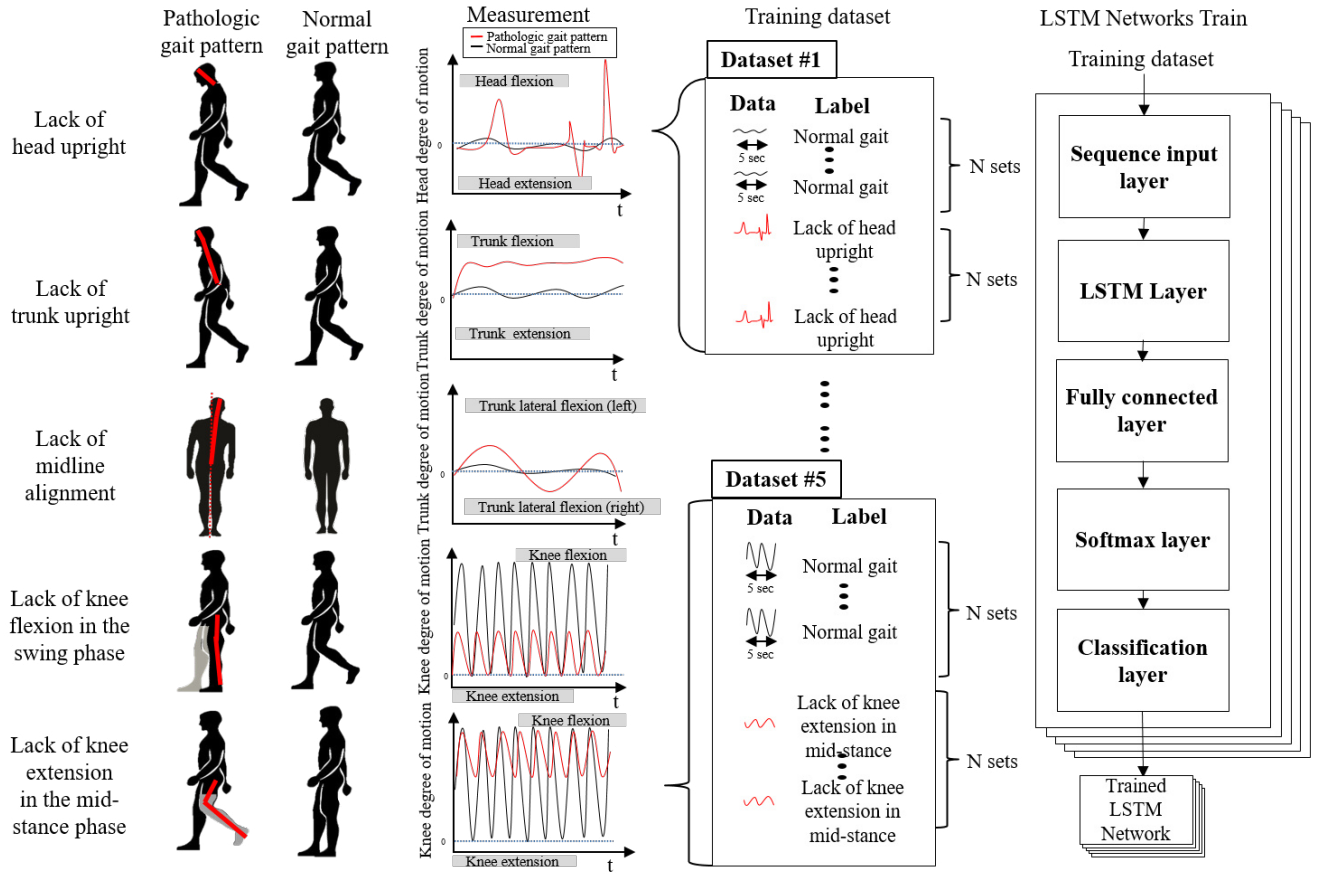 Pathologic
gait pattern
Normal
gait pattern
Measurement
Training dataset
LSTM Networks Train
Lack of
head upright
Lack of
trunk upright
Lack of
midline
alignment
Lack of knee
flexion in the
swing phase
Lack of knee
extension
in the mid-
stance phase
Pathologic gait pattern
Normal gait pattern
Head degree of motion
Head flexion
0
Head extension
t
Trunk degree of motion
Trunk flexion
0
Trunk extension
t
Trunk degree of motion
Trunk lateral flexion (left)
0
Trunk lateral flexion (right)
t
Knee degree of motion
Knee flexion
0
Knee extension
t
Knee degree of motion
Knee flexion
0
Knee extension
t
Dataset #1
Data
Label
Normal gait
5 sec
Normal gait
5 sec
N sets
Lack of head
upright
Lack of head
upright
N sets
Dataset #5
Data
Label
Normal gait
5 sec
Normal gait
5 sec
N sets
Lack of knee
extension in
mid-stance
Lack of knee
extension in
mid-stance
N sets
Training dataset
Sequence input
layer
LSTM Layer
Fully connected
layer
Softmax layer
Classification
layer
Trained
LSTM
Network